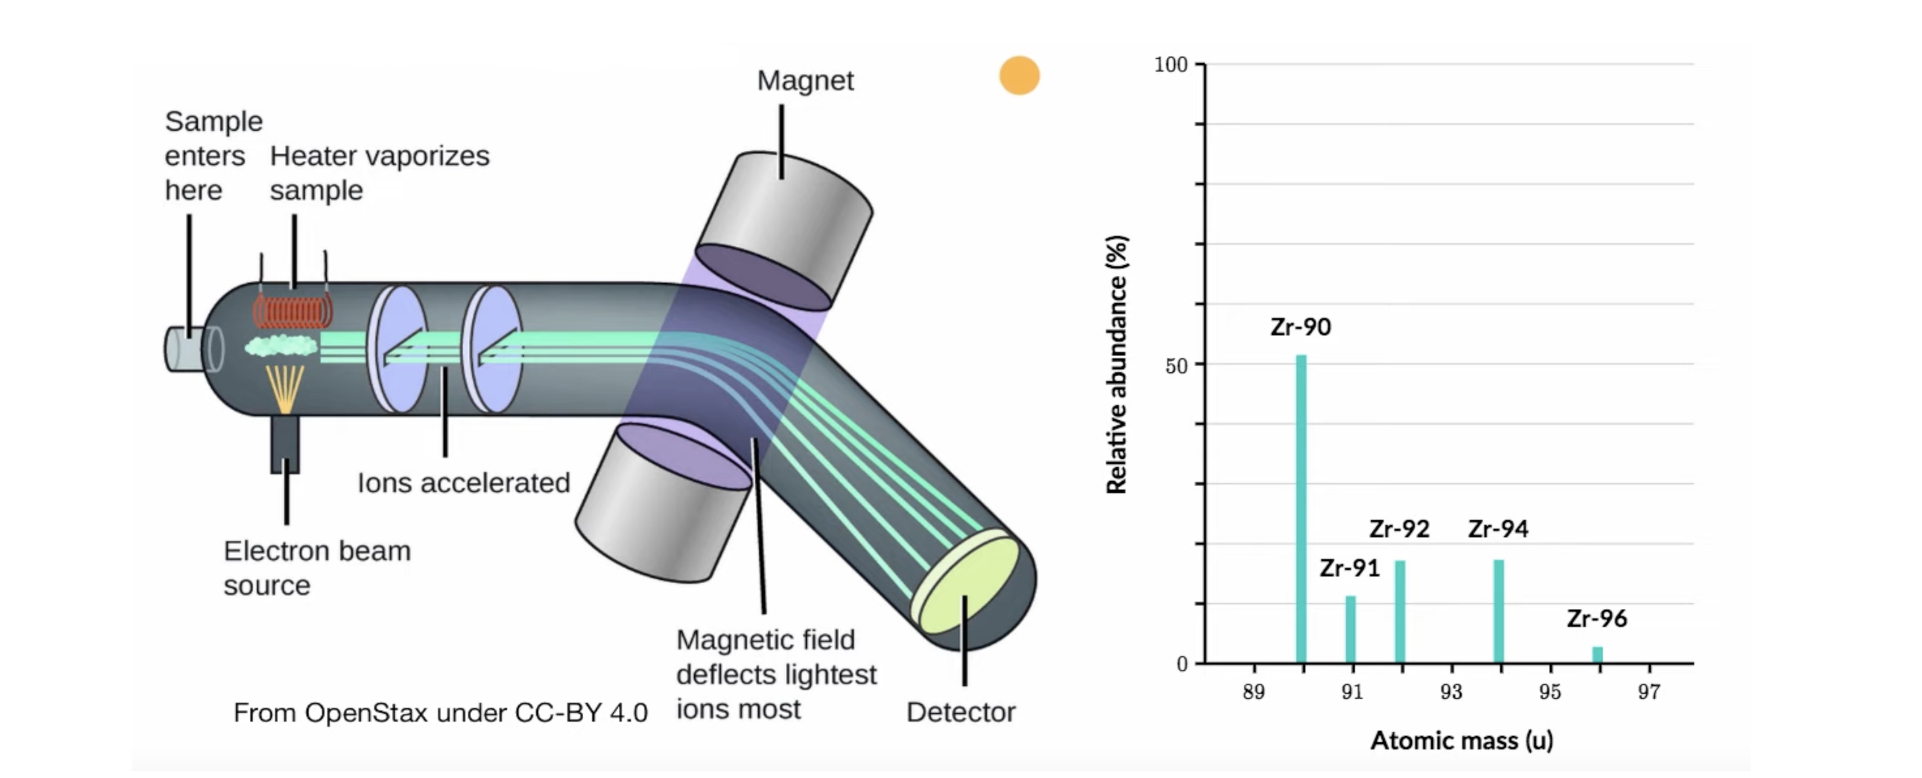 Sample
enters
here
Heater vaporizes
sample
Magnet
Ions accelerated
Electron beam
source
Magnetic field
deflects lightest
ions most
Detector
From OpenStax under CC-BY 4.0
Relative abundance (%)
100
50
0
Zr-90
Zr-91
Zr-92
Zr-94
Zr-96
89
91
93
95
97
Atomic mass (u)